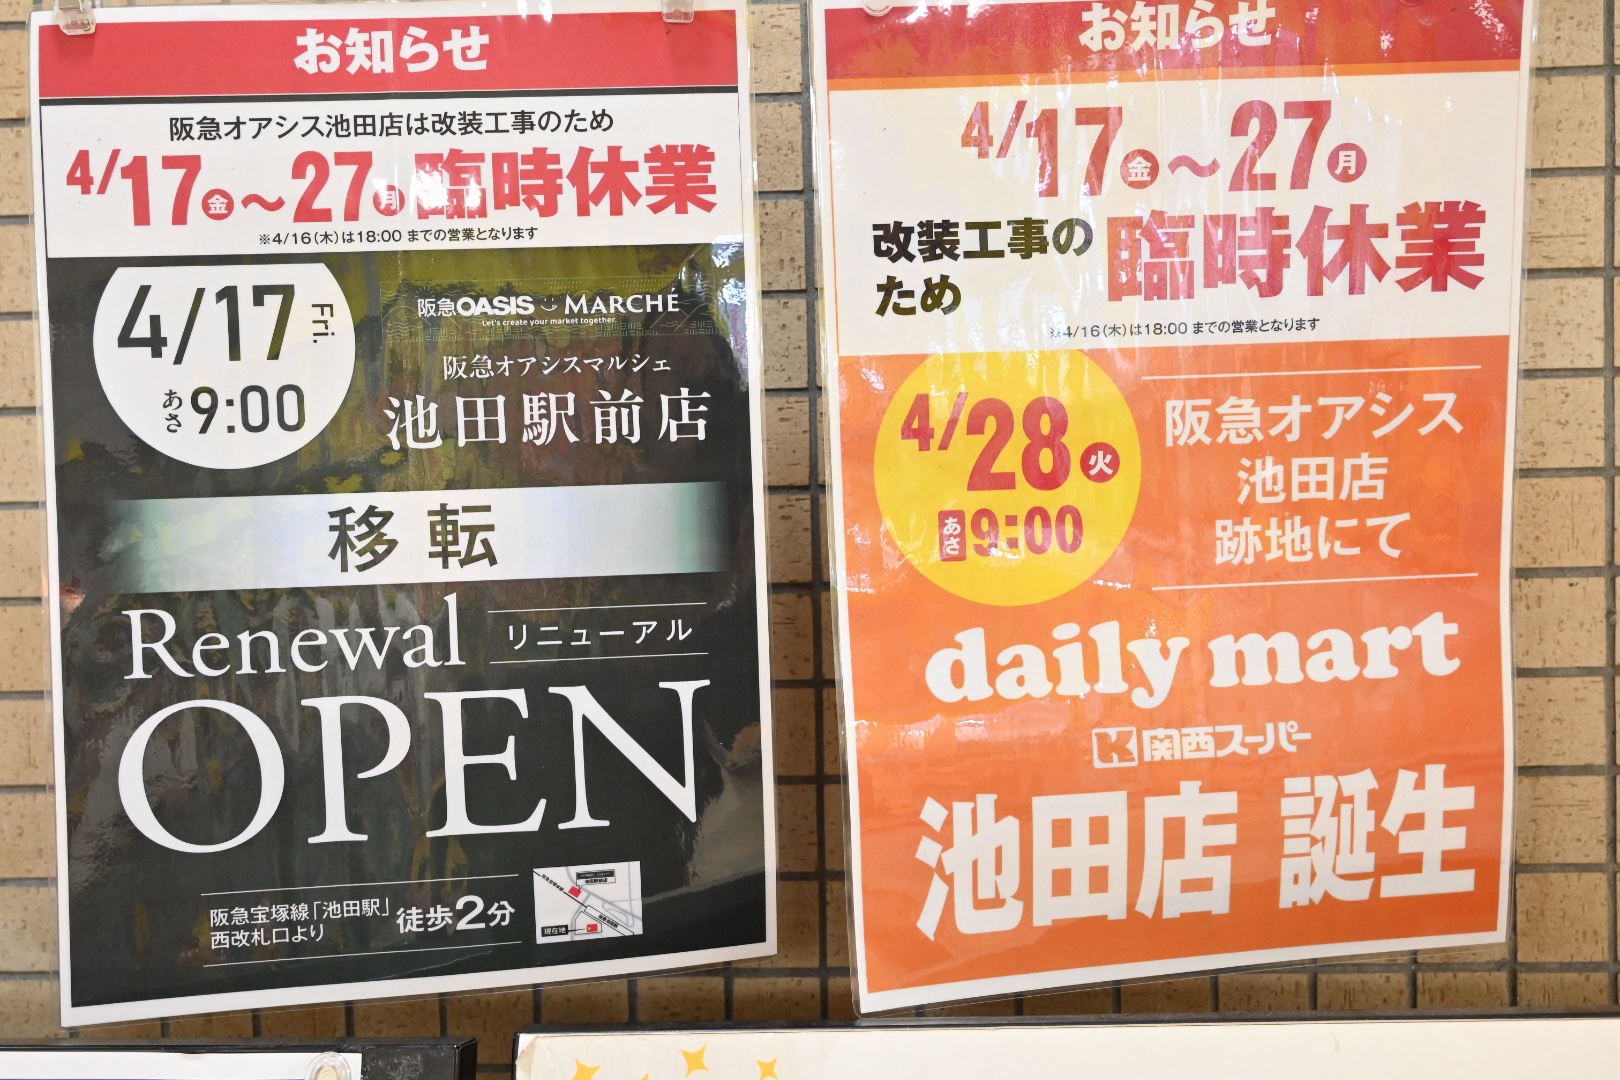 お知らせ
阪急オアシス池田店は改装工事のため
4/17金～27月臨時休業
※4/16(木)は18:00 までの営業となります
4/17 Fri.
あさ9:00
阪急OASIS MARCHÉ
Let's create your market together.
阪急オアシスマルシェ
池田駅前店
移転
Renewal リニューアル
OPEN
阪急宝塚線「池田駅」
西改札口より
徒歩2分
現在地
お知らせ
4/17金～27月
改装工事の
ため
臨時休業
※4/16(木)は18:00 までの営業となります
4/28火
あさ9:00
阪急オアシス
池田店
跡地にて
daily mart
K 関西スーパー
池田店 誕生